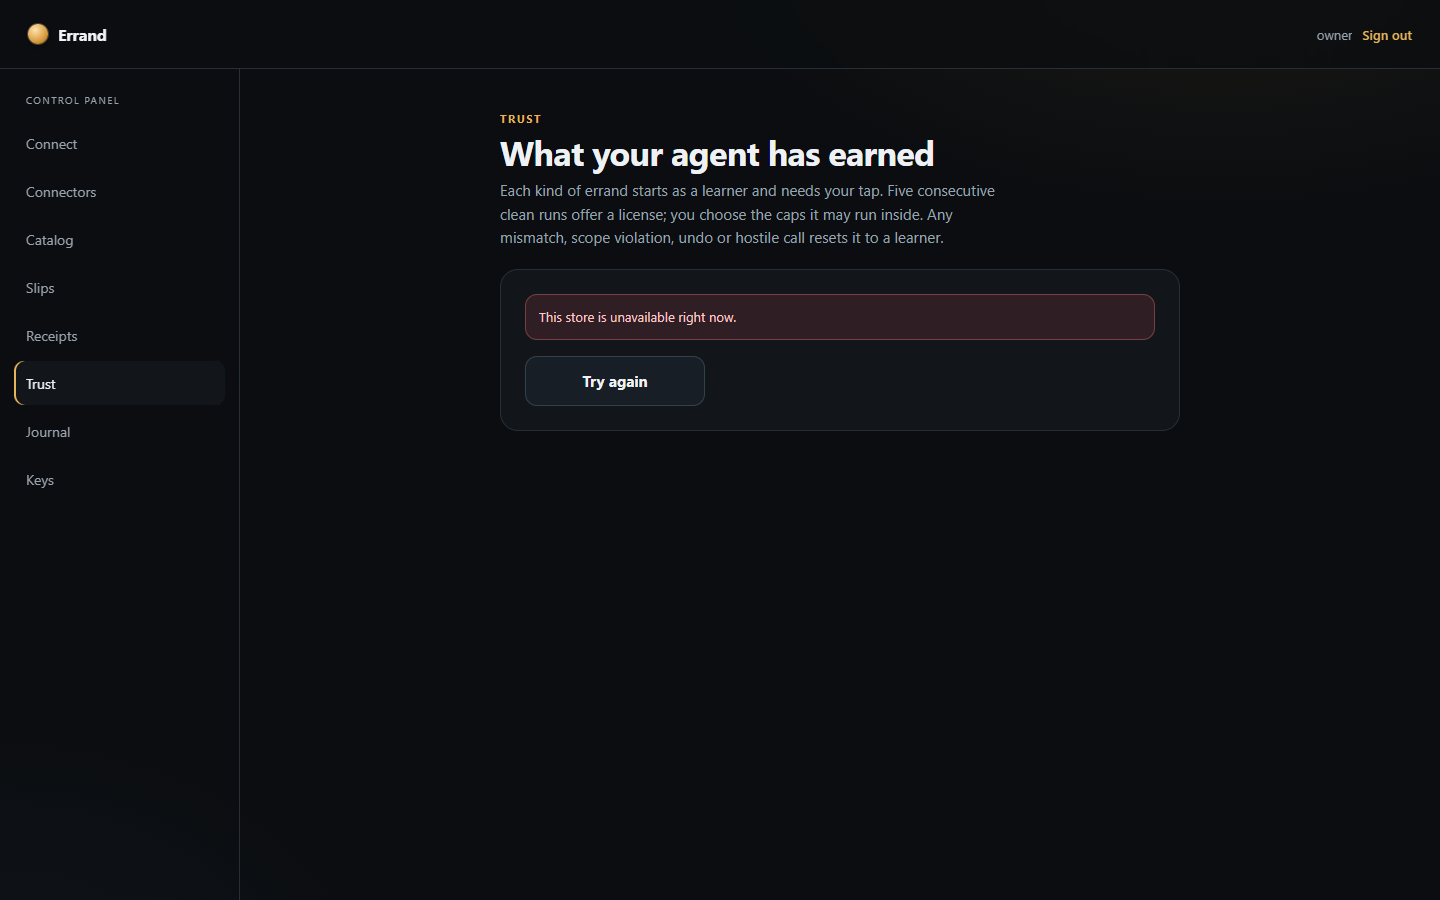 Errand
owner Sign out
CONTROL PANEL
Connect
Connectors
Catalog
Slips
Receipts
Trust
Journal
Keys
TRUST
What your agent has earned
Each kind of errand starts as a learner and needs your tap. Five consecutive
clean runs offer a license; you choose the caps it may run inside. Any
mismatch, scope violation, undo or hostile call resets it to a learner.
This store is unavailable right now.
Try again